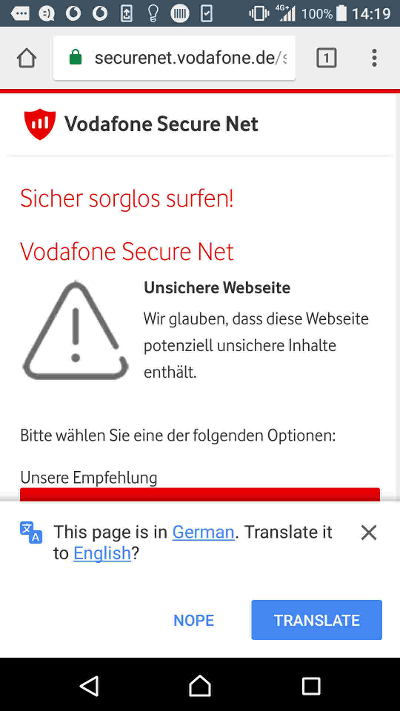 4G
100%
14:19
securenet.vodafone.de/s
1
Vodafone Secure Net
Sicher sorglos surfen!
Vodafone Secure Net
Unsichere Webseite
Wir glauben, dass diese Webseite
potenziell unsichere Inhalte
enthält.
Bitte wählen Sie eine der folgenden Optionen:
Unsere Empfehlung
This page is in German. Translate it
to English?
NOPE
TRANSLATE